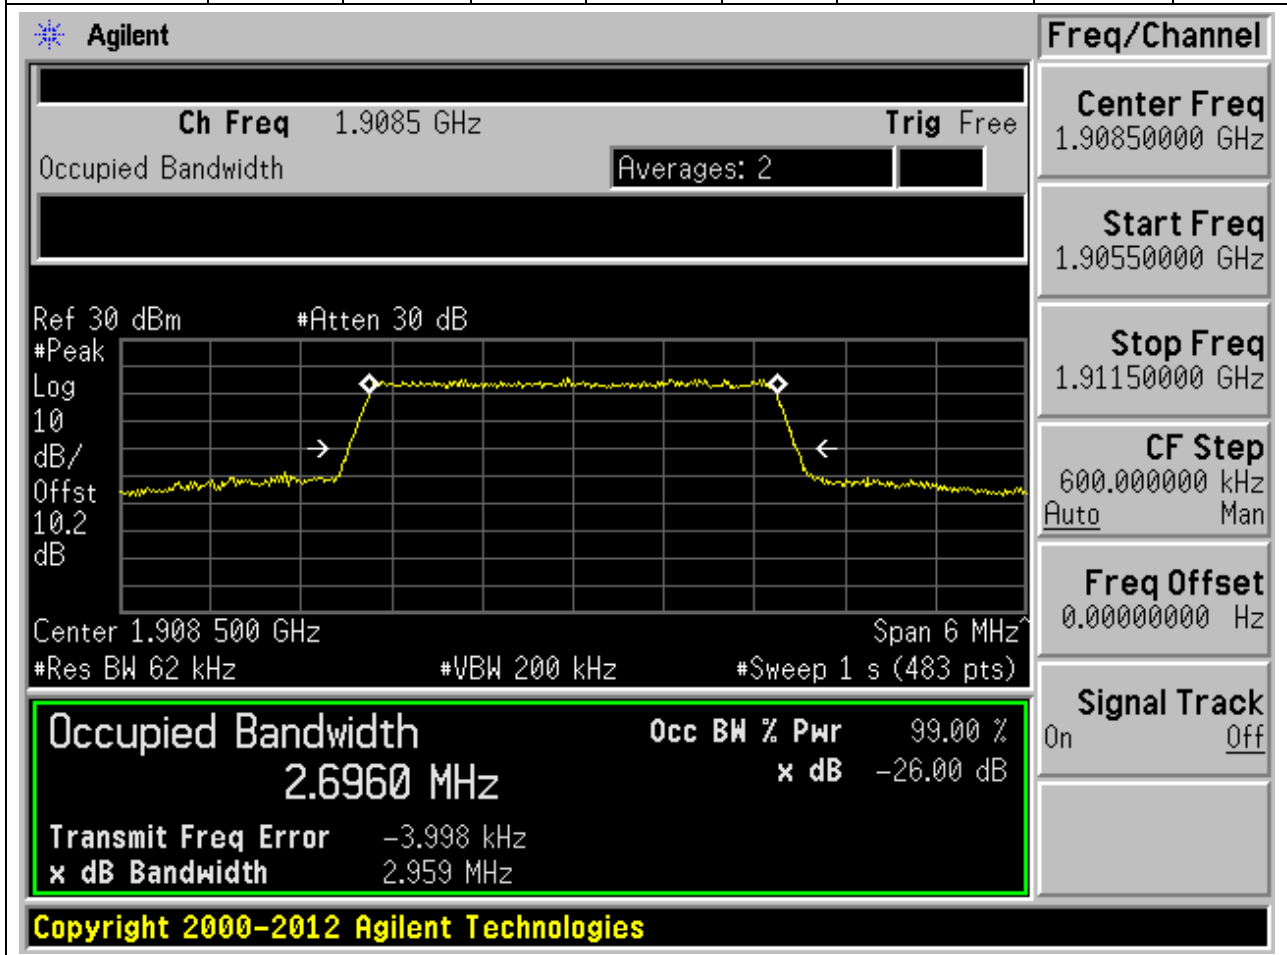 Agilent
Freq/Channel
Ch Freq 1.9085 GHz Trig Free
Occupied Bandwidth Averages: 2
Center Freq
1.90850000 GHz
Start Freq
1.90550000 GHz
Stop Freq
1.91150000 GHz
CF Step
600.000000 kHz
Auto Man
Freq Offset
0.00000000 Hz
Signal Track
On Off
Ref 30 dBm #Atten 30 dB
#Peak
Log
10
dB/
Offst
10.2
dB
Center 1.908 500 GHz Span 6 MHz^
#Res BW 62 kHz #VBW 200 kHz #Sweep 1 s (483 pts)
Occupied Bandwidth Occ BW % Pwr 99.00 %
2.6960 MHz x dB -26.00 dB
Transmit Freq Error -3.998 kHz
x dB Bandwidth 2.959 MHz
Copyright 2000-2012 Agilent Technologies